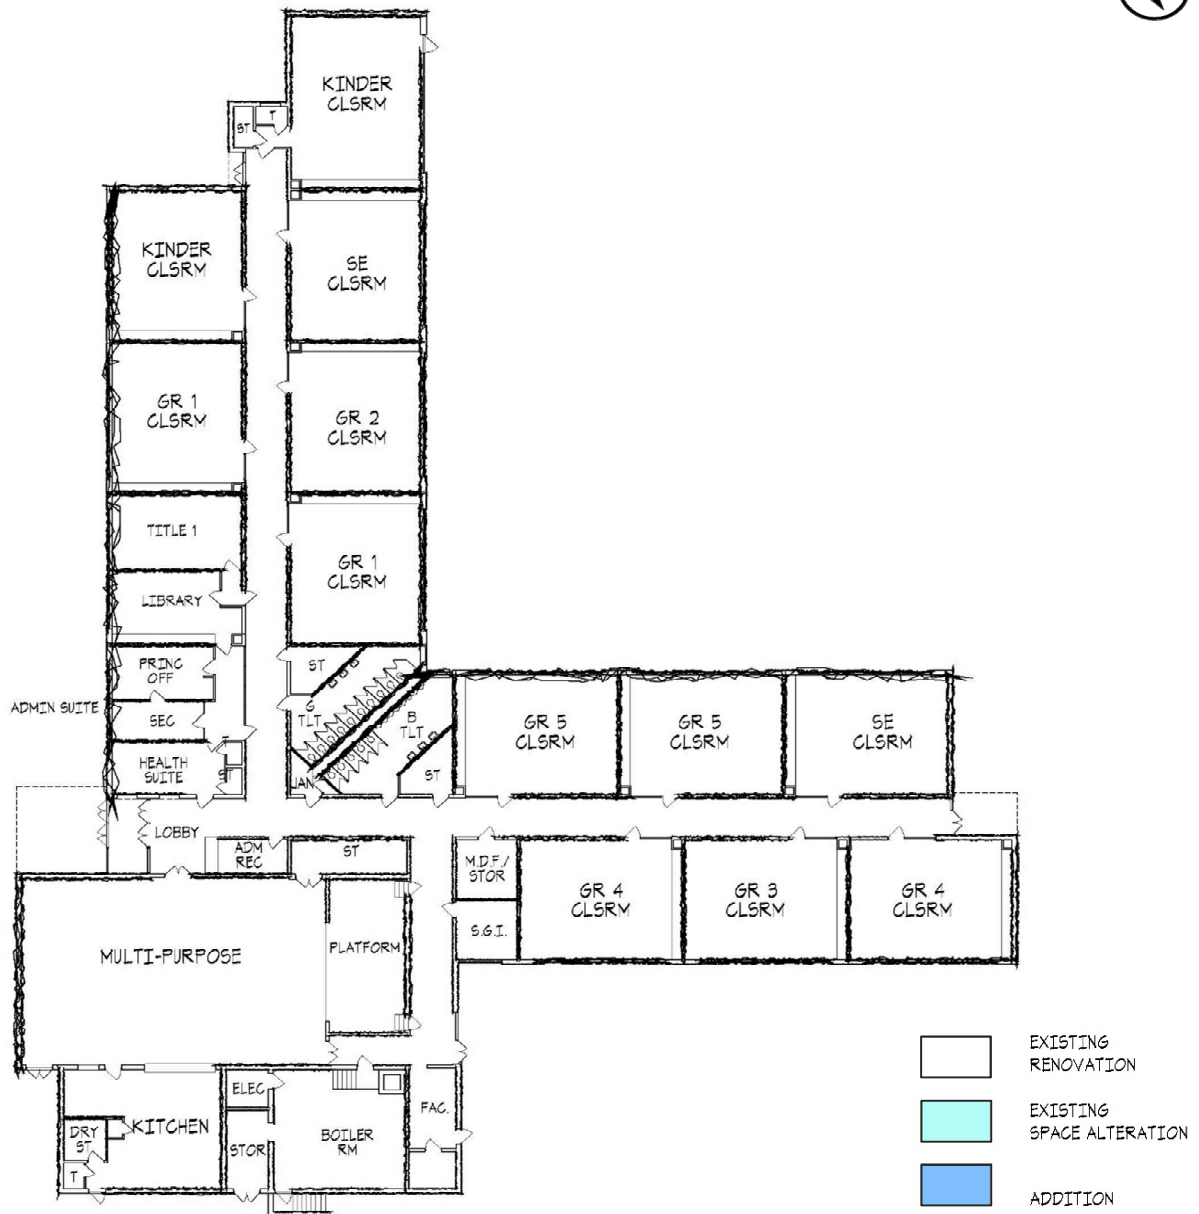 KINDER
CLSRM
ST
T
KINDER
CLSRM
SE
CLSRM
GR 1
CLSRM
GR 2
CLSRM
TITLE 1
GR 1
CLSRM
LIBRARY
PRINC
OFF
ST
ADMIN SUITE
SEC
G
TLT
B
TLT
GR 5
CLSRM
GR 5
CLSRM
SE
CLSRM
HEALTH
SUITE
T
ST
JAN
ST
LOBBY
ADM
REC
ST
M.D.F./
STOR
GR 4
CLSRM
GR 3
CLSRM
GR 4
CLSRM
S.G.I.
MULTI-PURPOSE
PLATFORM
ELEC
KITCHEN
DRY
ST
T
STOR
BOILER
RM
FAC.
EXISTING
RENOVATION
EXISTING
SPACE ALTERATION
ADDITION